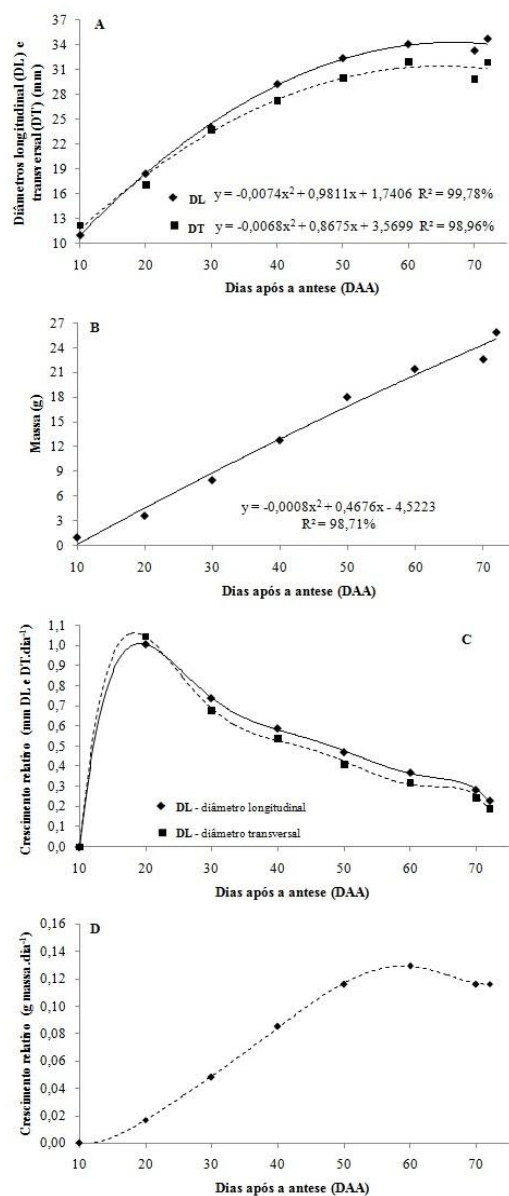 A
Diâmetros longitudinal (DL) e
transversal (DT) (mm)
37
34
31
28
25
22
19
16
13
10
DL y = -0,0074x² + 0,9811x + 1,7406 R² = 99,78%
DT y = -0,0068x² + 0,8675x + 3,5699 R² = 98,96%
10 20 30 40 50 60 70
Dias após a antese (DAA)
B
Massa (g)
27
24
21
18
15
12
9
6
3
0
y = -0,0008x² + 0,4676x - 4,5223
R² = 98,71%
10 20 30 40 50 60 70
Dias após a antese (DAA)
C
Crescimento relativo (mm DL e DT.dia⁻¹)
1,1
1,0
0,9
0,8
0,7
0,6
0,5
0,4
0,3
0,2
0,1
0,0
DL - diâmetro longitudinal
DL - diâmetro transversal
10 20 30 40 50 60 70
Dias após a antese (DAA)
D
Crescimento relativo (g massa.dia⁻¹)
0,16
0,14
0,12
0,10
0,08
0,06
0,04
0,02
0,00
10 20 30 40 50 60 70
Dias após a antese (DAA)